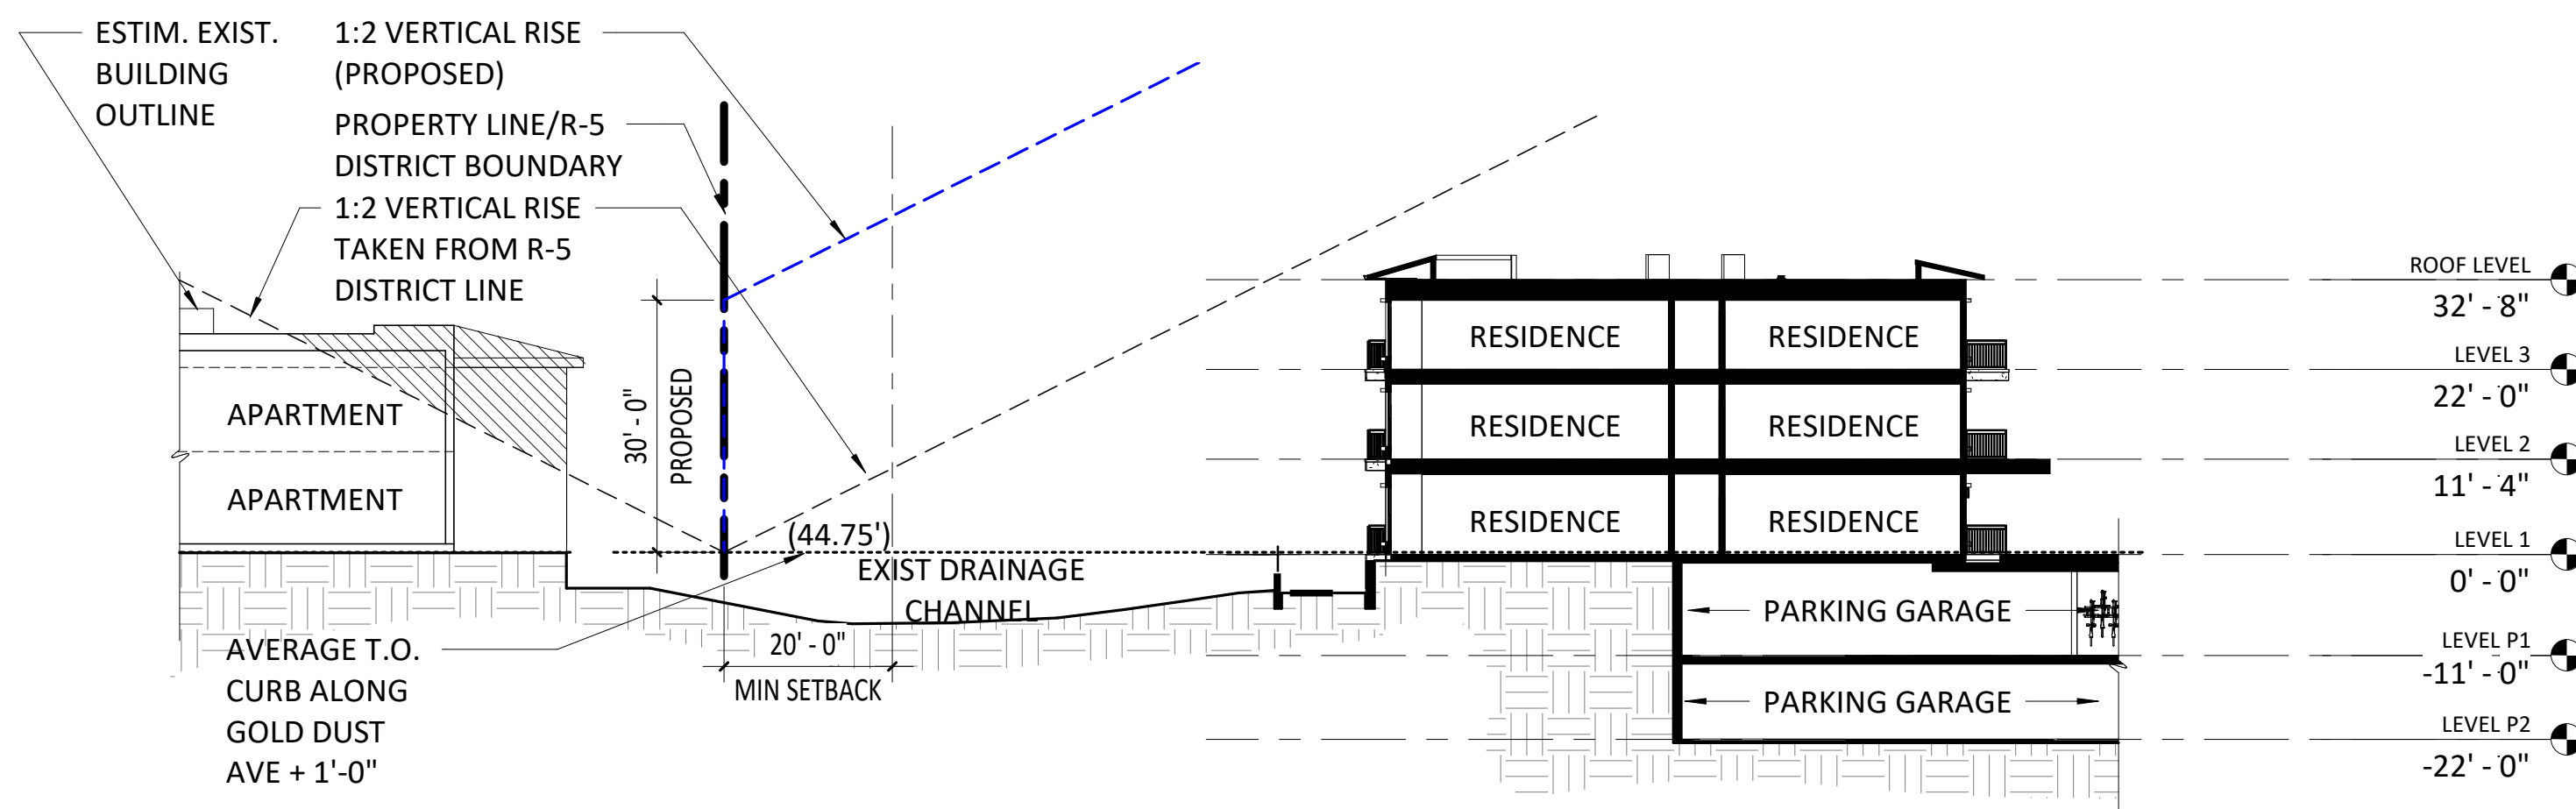 ESTIM. EXIST.
BUILDING
OUTLINE
1:2 VERTICAL RISE
(PROPOSED)
PROPERTY LINE/R-5
DISTRICT BOUNDARY
1:2 VERTICAL RISE
TAKEN FROM R-5
DISTRICT LINE
APARTMENT
APARTMENT
30' - 0"
PROPOSED
(44.75')
EXIST DRAINAGE
CHANNEL
20' - 0"
MIN SETBACK
AVERAGE T.O.
CURB ALONG
GOLD DUST
AVE + 1'-0"
RESIDENCE
RESIDENCE
RESIDENCE
RESIDENCE
RESIDENCE
RESIDENCE
PARKING GARAGE
PARKING GARAGE
ROOF LEVEL
32' - 8"
LEVEL 3
22' - 0"
LEVEL 2
11' - 4"
LEVEL 1
0' - 0"
LEVEL P1
-11' - 0"
LEVEL P2
-22' - 0"